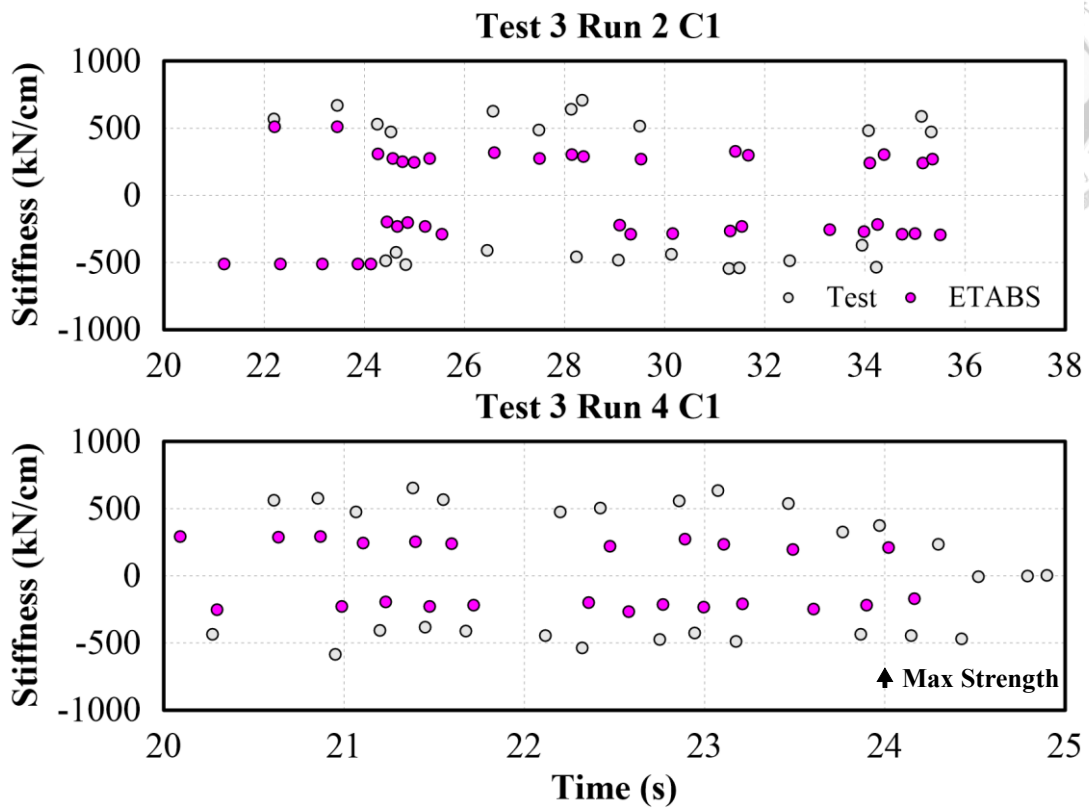 Test 3 Run 2 C1
Stiffness (kN/cm)
1000
500
0
-500
-1000
Test
ETABS
20 22 24 26 28 30 32 34 36 38
Test 3 Run 4 C1
Stiffness (kN/cm)
1000
500
0
-500
-1000
Max Strength
20 21 22 23 24 25
Time (s)